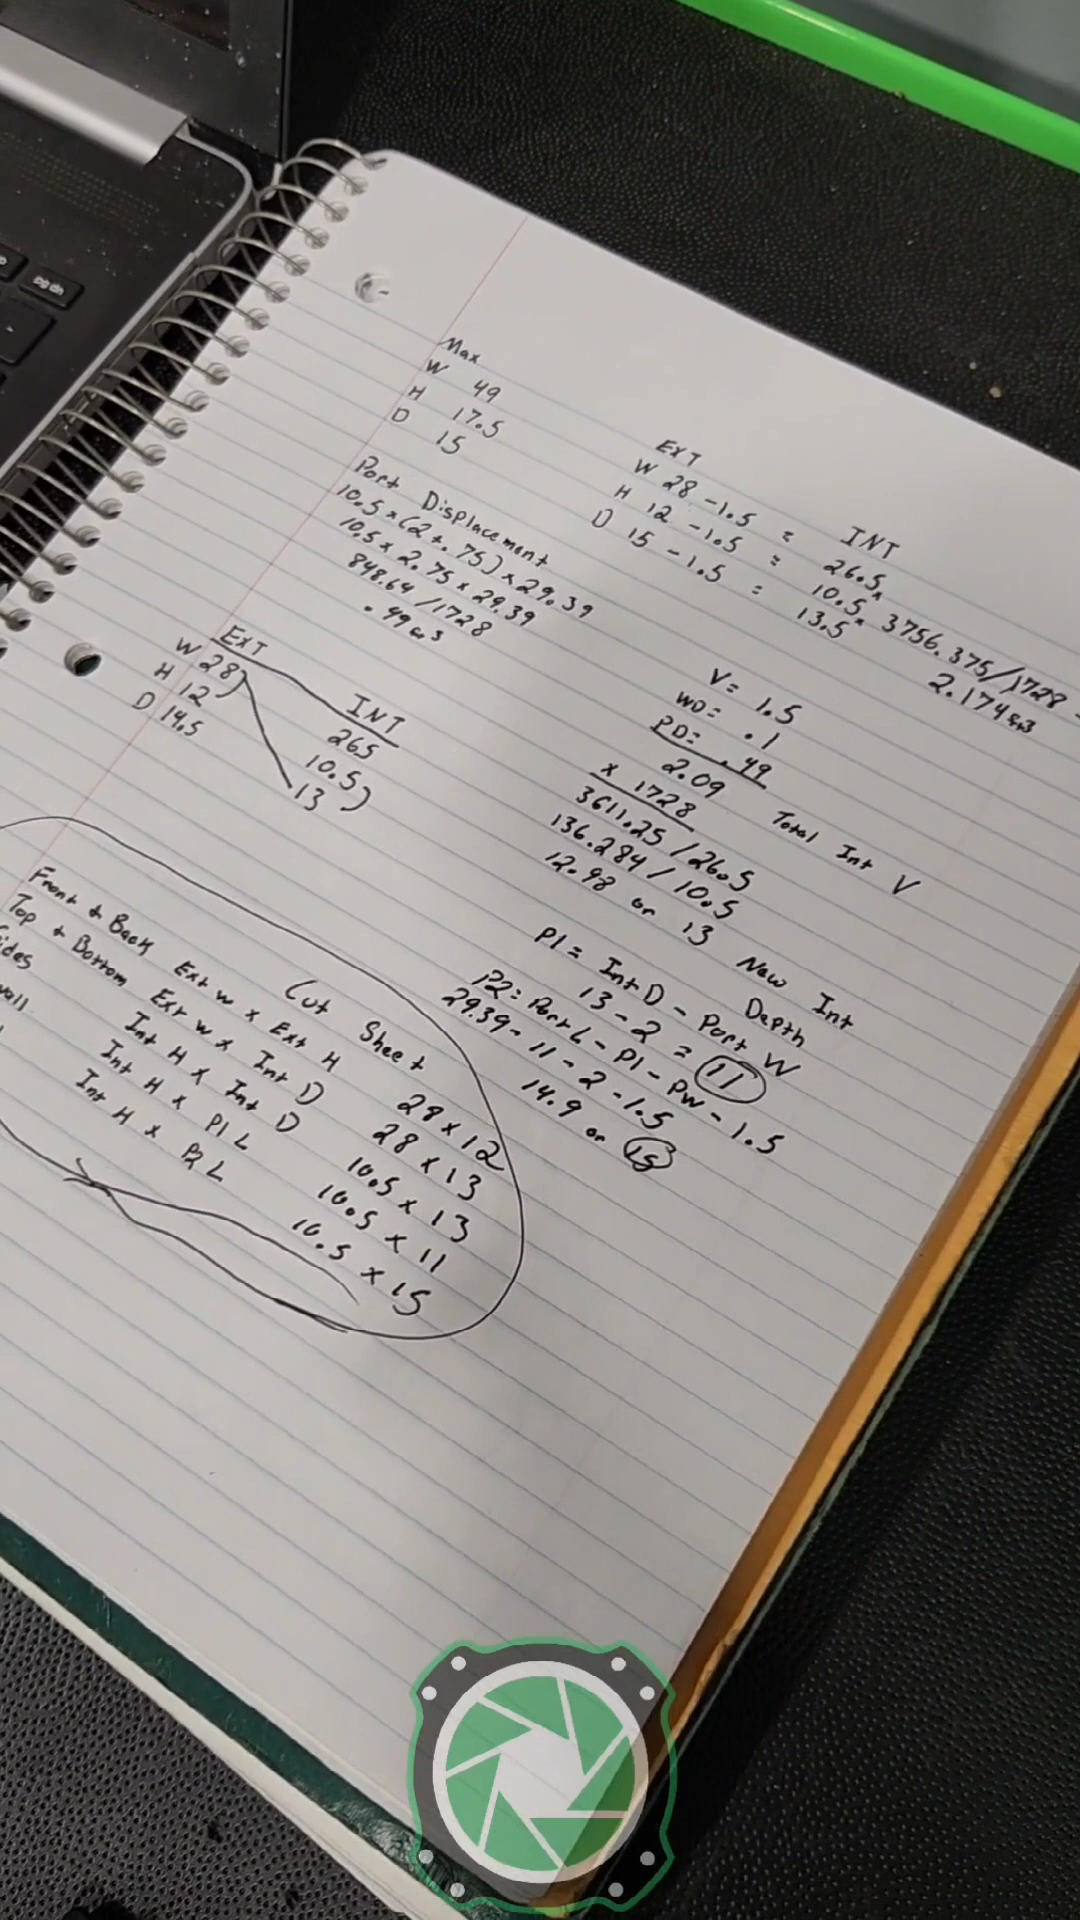 Max
W 49
H 17.5
D 15
EXT
INT
W 28 -1.5 = 26.5 x
H 12 -1.5 = 10.5 x 3756.375/1728 =
D 15 -1.5 = 13.5
2.174
Port Displacement
10.5 x (2 + .75) x 29.39
10.5 x 2.75 x 29.39
848.64 / 1728
.49
EXT
INT
W 28 265
H 12 10.5
D 14.5 13
V = 1.5
WD = .1
PD = .49
2.09 Total Int V
x 1728
3611.25 / 26.5
136.284 / 10.5
12.98 or 13 New Int Depth
P1 = Int D - Port W
13 - 2 = 11
P2 = Port L - P1 - PW - 1.5
29.39 - 11 - 2 - 1.5
14.9 or 15
Cut Sheet
Front + Back Ext W x Ext H 28 x 12
Top + Bottom Ext W x Int D 28 x 13
Sides Int H x Int D 10.5 x 13
Int H x P1 L 10.5 x 11
Int H x P2 L 10.5 x 15
pg dn